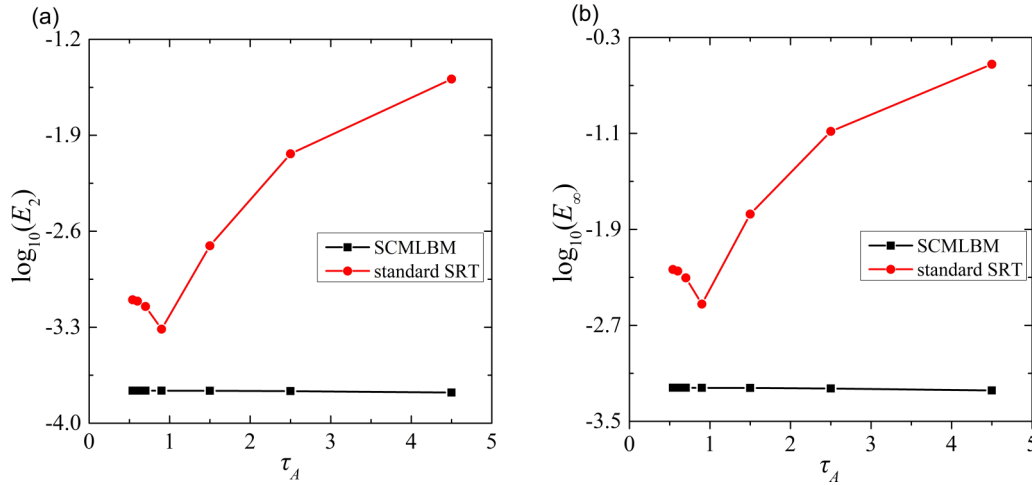 (a)
-1.2
-1.9
-2.6
-3.3
-4.0
log10(E2)
SCMLBM
standard SRT
0 1 2 3 4 5
τA
(b)
-0.3
-1.1
-1.9
-2.7
-3.5
log10(E∞)
SCMLBM
standard SRT
0 1 2 3 4 5
τA